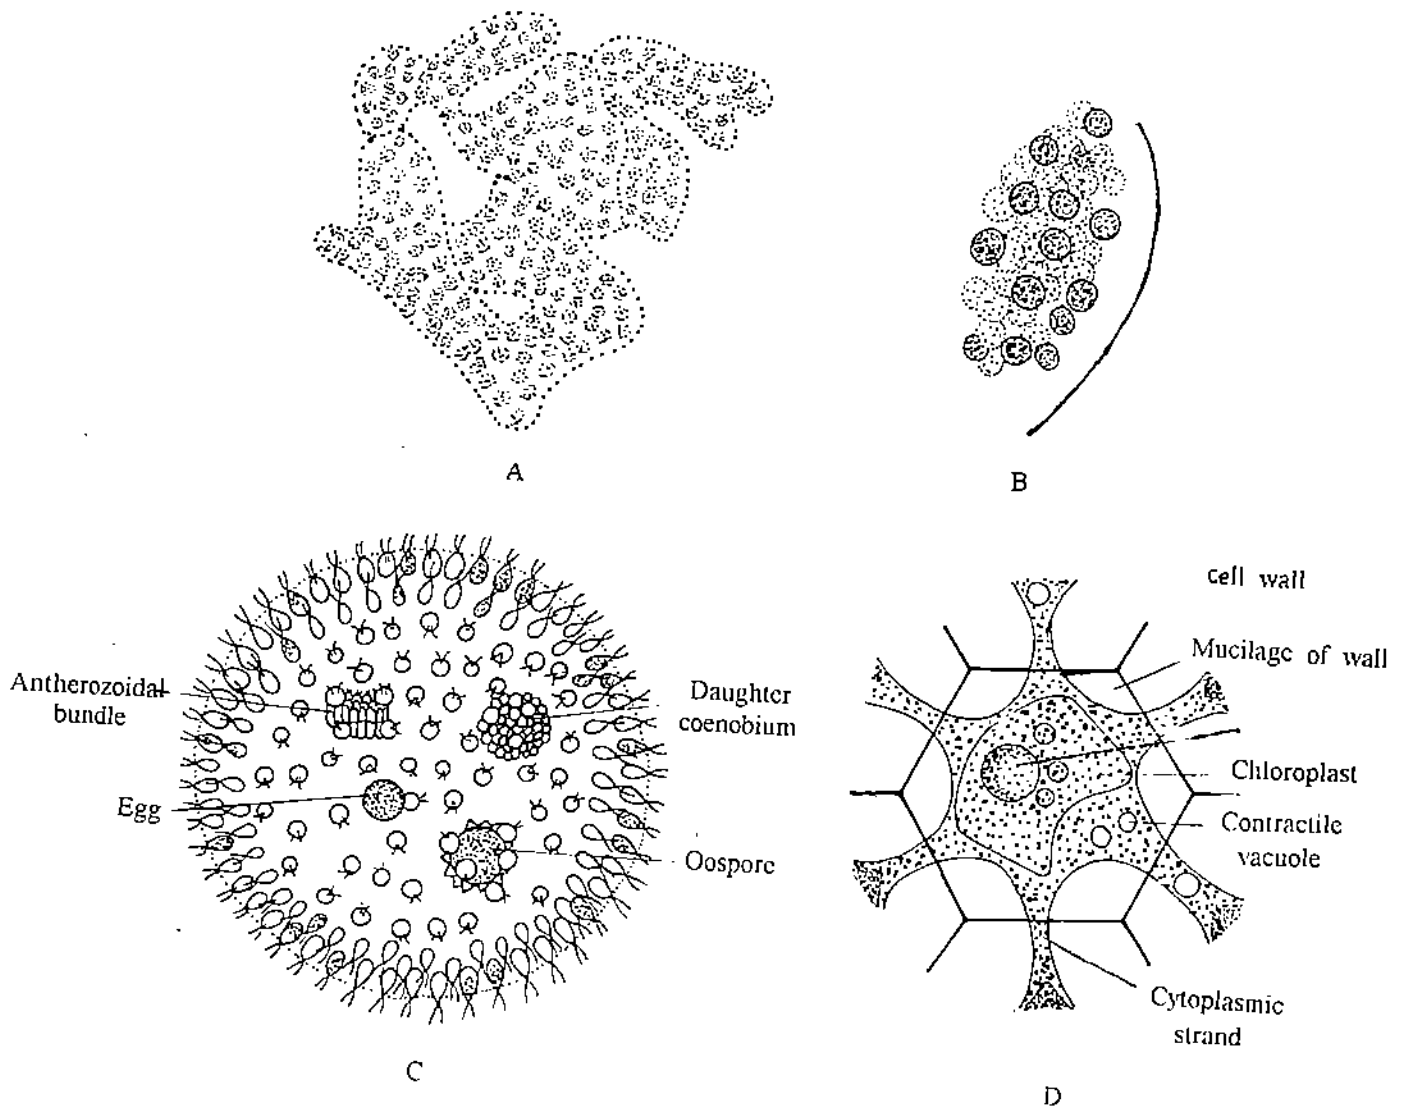 A
B
Antherozoidal
bundle
Egg
Daughter
coenobium
Oospore
C
cell wall
Mucilage of wall
Chloroplast
Contractile
vacuole
Cytoplasmic
strand
D